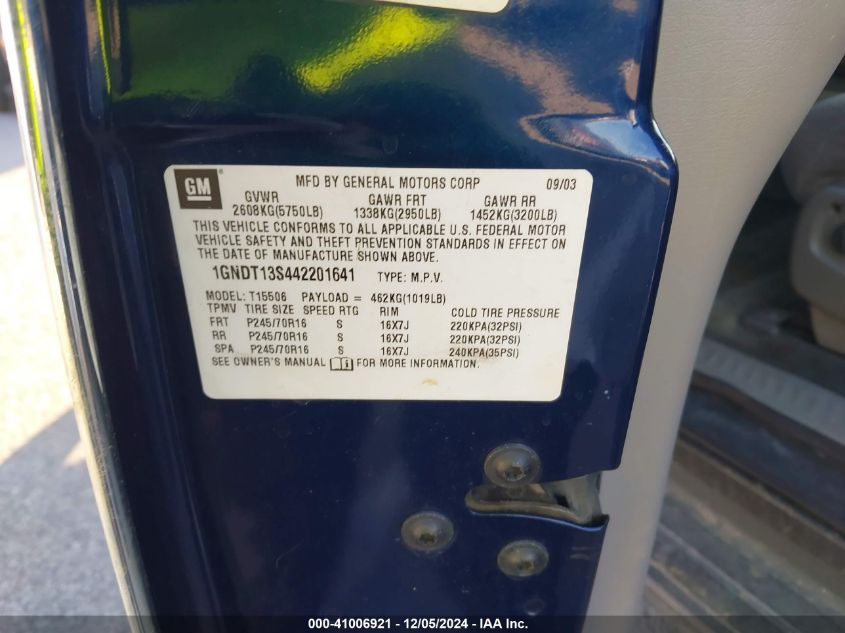 GM
MFD BY GENERAL MOTORS CORP 09/03
GVWR GAWR FRT GAWR RR
2608KG(5750LB) 1338KG(2950LB) 1452KG(3200LB)
THIS VEHICLE CONFORMS TO ALL APPLICABLE U.S. FEDERAL MOTOR
VEHICLE SAFETY AND THEFT PREVENTION STANDARDS IN EFFECT ON
THE DATE OF MANUFACTURE SHOWN ABOVE.
1GNDT13S442201641 TYPE: M.P.V.
MODEL: T15506 PAYLOAD = 462KG(1019LB)
TPMV TIRE SIZE SPEED RTG RIM COLD TIRE PRESSURE
FRT P245/70R16 S 16X7J 220KPA(32PSI)
RR P245/70R16 S 16X7J 220KPA(32PSI)
SPA P245/70R16 S 16X7J 240KPA(35PSI)
SEE OWNER'S MANUAL FOR MORE INFORMATION.
000-41006921 - 12/05/2024 - IAA Inc.